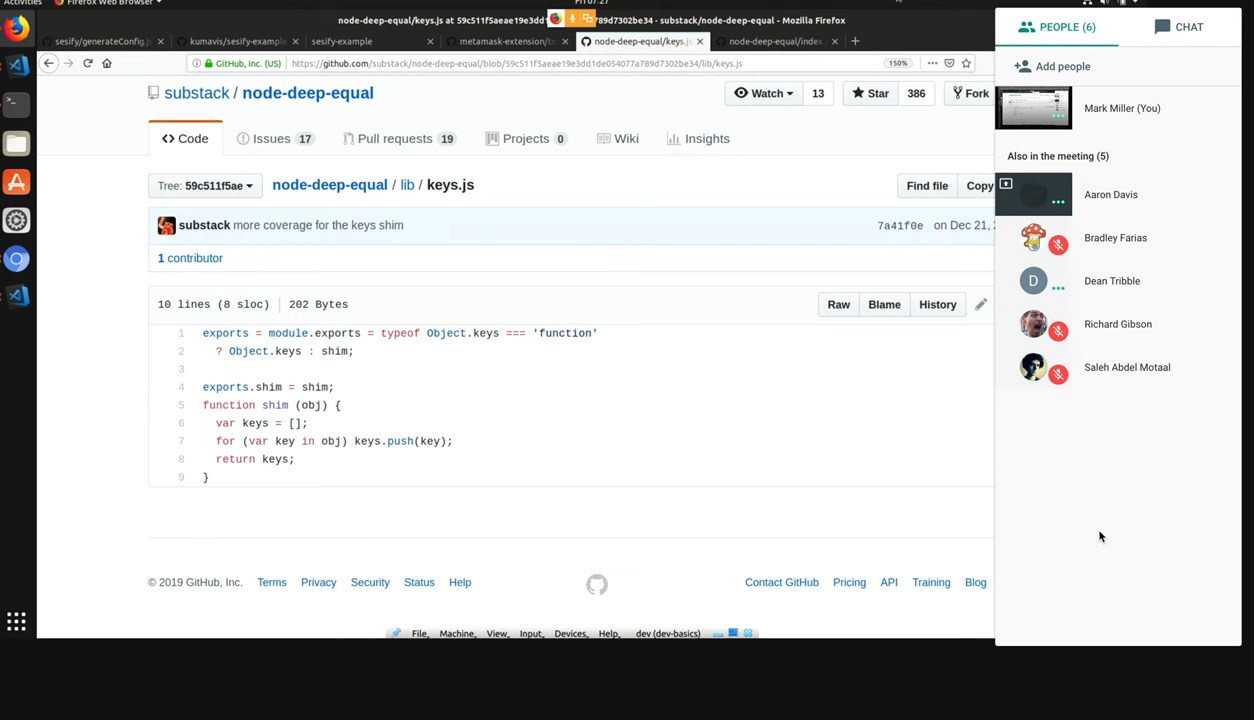 Activities
Firefox Web Browser
node-deep-equal/keys.js at 59c511f5aeae19e3dd1
789d7302be34 · substack/node-deep-equal - Mozilla Firefox
sesify/generateConfig.js
kumavis/sesify-example
sesify-example
metamask-extension/to
node-deep-equal/keys.js
node-deep-equal/index.
GitHub, Inc. (US)
https://github.com/substack/node-deep-equal/blob/59c511f5aeae19e3dd1de054077a789d7302be34/lib/keys.js
150%
substack / node-deep-equal
Watch
13
Star
386
Fork
Code
Issues 17
Pull requests 19
Projects 0
Wiki
Insights
Tree: 59c511f5ae
node-deep-equal / lib / keys.js
Find file
Copy
substack more coverage for the keys shim
7a41f0e on Dec 21,
1 contributor
10 lines (8 sloc) 202 Bytes
Raw
Blame
History
1 exports = module.exports = typeof Object.keys === 'function'
2 ? Object.keys : shim;
3
4 exports.shim = shim;
5 function shim (obj) {
6 var keys = [];
7 for (var key in obj) keys.push(key);
8 return keys;
9 }
© 2019 GitHub, Inc.
Terms
Privacy
Security
Status
Help
Contact GitHub
Pricing
API
Training
Blog
File
Machine
View
Input
Devices
Help
dev (dev-basics)
PEOPLE (6)
CHAT
Add people
Mark Miller (You)
Also in the meeting (5)
Aaron Davis
Bradley Farias
D
Dean Tribble
Richard Gibson
Saleh Abdel Motaal